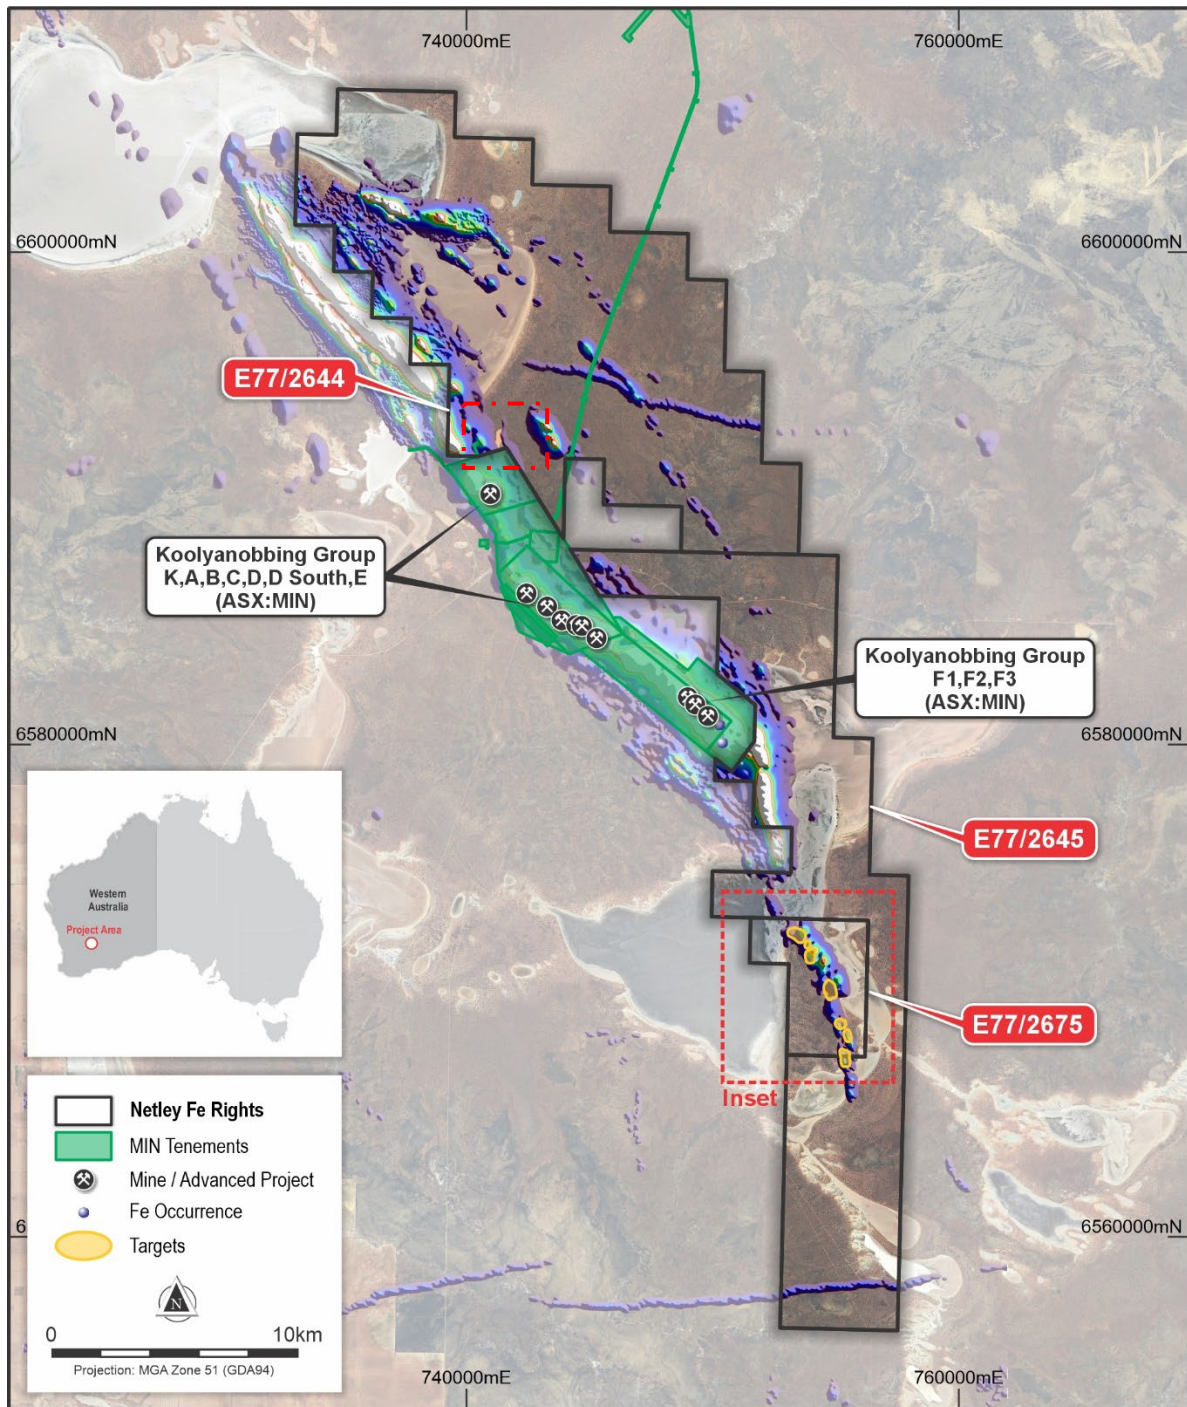 740000mE
760000mE
6600000mN
6600000mN
E77/2644
Koolyanobbing Group
K,A,B,C,D,D South,E
(ASX:MIN)
Koolyanobbing Group
F1,F2,F3
(ASX:MIN)
6580000mN
6580000mN
E77/2645
Western
Australia
Project Area
E77/2675
Inset
Netley Fe Rights
MIN Tenements
Mine / Advanced Project
Fe Occurrence
Targets
6560000mN
N
0
10km
Projection: MGA Zone 51 (GDA94)
740000mE
760000mE